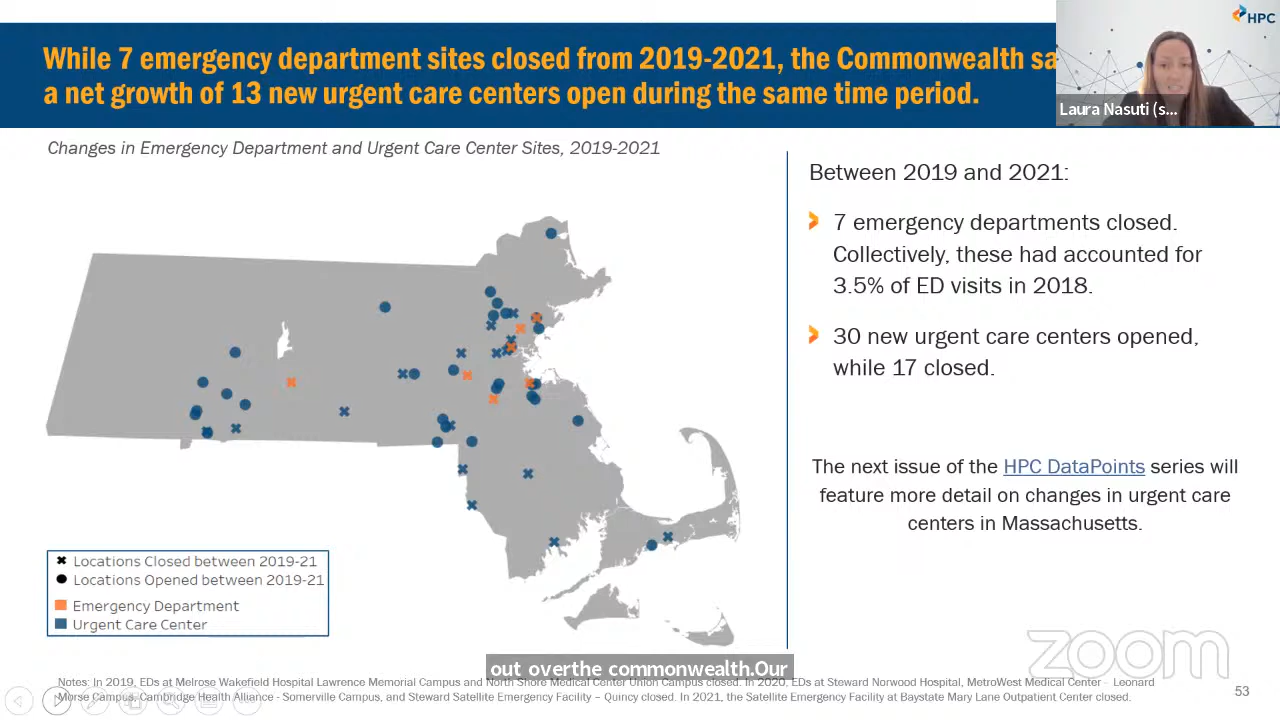 HPC
While 7 emergency department sites closed from 2019-2021, the Commonwealth sa
a net growth of 13 new urgent care centers open during the same time period.
Laura Nasuti (s...
Changes in Emergency Department and Urgent Care Center Sites, 2019-2021
Between 2019 and 2021:
7 emergency departments closed.
Collectively, these had accounted for
3.5% of ED visits in 2018.
30 new urgent care centers opened,
while 17 closed.
The next issue of the HPC DataPoints series will
feature more detail on changes in urgent care
centers in Massachusetts.
Locations Closed between 2019-21
Locations Opened between 2019-21
Emergency Department
Urgent Care Center
zoom
out overthe commonwealth.Our
Notes: In 2019, EDs at Melrose Wakefield Hospital Lawrence Memorial Campus and North Shore Medical Center Union Campus closed. In 2020, EDs at Steward Norwood Hospital, MetroWest Medical Center - Leonard
Morse Campus, Cambridge Health Alliance - Somerville Campus, and Steward Satellite Emergency Facility – Quincy closed. In 2021, the Satellite Emergency Facility at Baystate Mary Lane Outpatient Center closed.
53